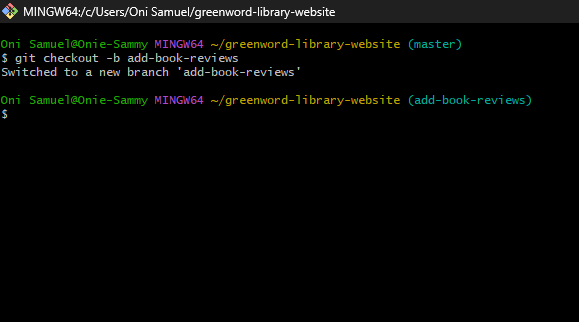 MINGW64:/c/Users/Oni Samuel/greenword-library-website
Oni Samuel@Onie-Sammy MINGW64 ~/greenword-library-website (master)
$ git checkout -b add-book-reviews
Switched to a new branch 'add-book-reviews'
Oni Samuel@Onie-Sammy MINGW64 ~/greenword-library-website (add-book-reviews)
$